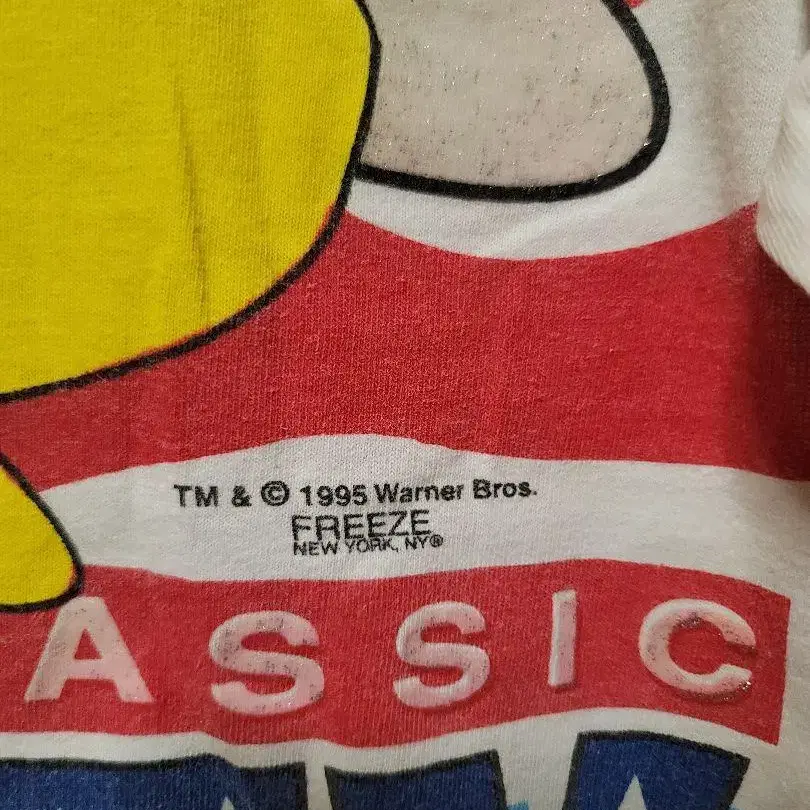 TM & © 1995 Warner Bros.
FREEZE
NEW YORK, NY®
ASSIC